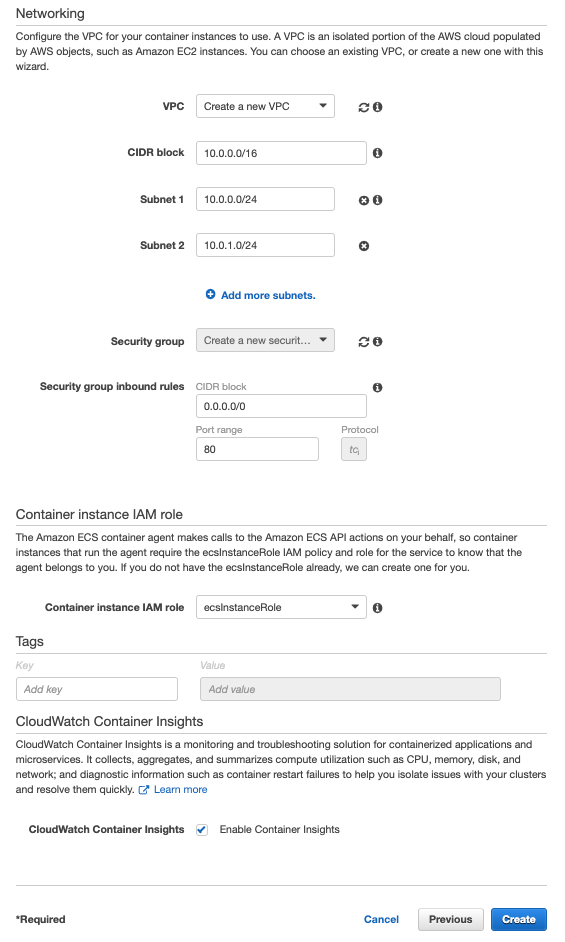 Networking
Configure the VPC for your container instances to use. A VPC is an isolated portion of the AWS cloud populated
by AWS objects, such as Amazon EC2 instances. You can choose an existing VPC, or create a new one with this
wizard.
VPC Create a new VPC
CIDR block 10.0.0.0/16
Subnet 1 10.0.0.0/24
Subnet 2 10.0.1.0/24
Add more subnets.
Security group Create a new securit...
Security group inbound rules CIDR block
0.0.0.0/0
Port range Protocol
80
Container instance IAM role
The Amazon ECS container agent makes calls to the Amazon ECS API actions on your behalf, so container
instances that run the agent require the ecsInstanceRole IAM policy and role for the service to know that the
agent belongs to you. If you do not have the ecsInstanceRole already, we can create one for you.
Container instance IAM role ecsInstanceRole
Tags
Key Value
Add key Add value
CloudWatch Container Insights
CloudWatch Container Insights is a monitoring and troubleshooting solution for containerized applications and
microservices. It collects, aggregates, and summarizes compute utilization such as CPU, memory, disk, and
network; and diagnostic information such as container restart failures to help you isolate issues with your clusters
and resolve them quickly. Learn more
CloudWatch Container Insights Enable Container Insights
*Required Cancel Previous Create